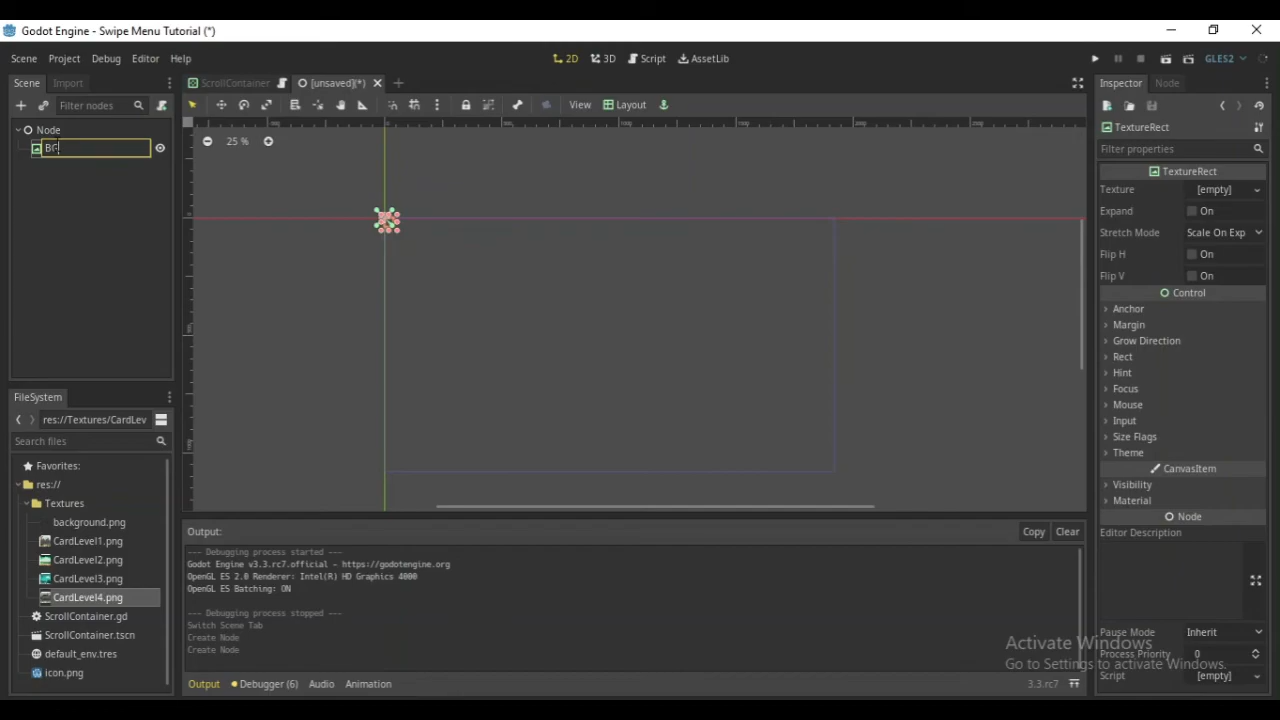 Godot Engine - Swipe Menu Tutorial (*)
Scene Project Debug Editor Help
2D 3D Script AssetLib
GLES2
Scene Import
ScrollContainer [unsaved](*)
Inspector Node
Filter nodes
View Layout
Node
TextureRect
BG
25 %
Filter properties
TextureRect
Texture [empty]
Expand On
Stretch Mode Scale On Exp
Flip H On
Flip V On
Control
Anchor
Margin
Grow Direction
Rect
Hint
Focus
Mouse
Input
Size Flags
Theme
CanvasItem
Visibility
Material
Node
Editor Description
Pause Mode Inherit
Process Priority 0
Script [empty]
FileSystem
res://Textures/CardLev
Search files
Favorites:
res://
Textures
background.png
CardLevel1.png
CardLevel2.png
CardLevel3.png
CardLevel4.png
ScrollContainer.gd
ScrollContainer.tscn
default_env.tres
icon.png
Output:
Copy Clear
--- Debugging process started ---
Godot Engine v3.3.rc7.official - https://godotengine.org
OpenGL ES 2.0 Renderer: Intel(R) HD Graphics 4000
OpenGL ES Batching: ON
--- Debugging process stopped ---
Switch Scene Tab
Create Node
Create Node
Output Debugger (6) Audio Animation
3.3.rc7
Activate Windows
Go to Settings to activate Windows.